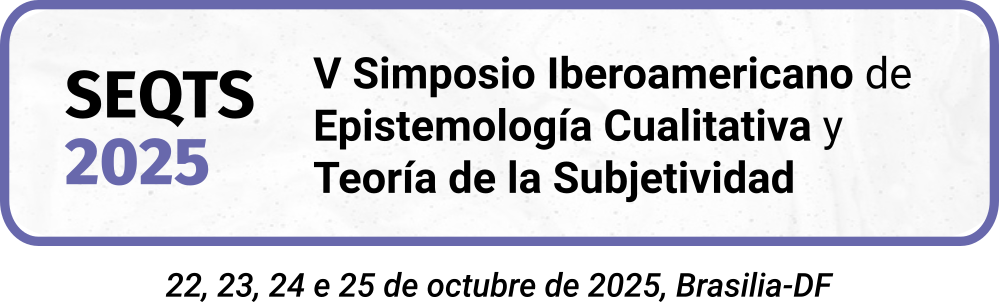 SEQTS
2025
V Simposio Iberoamericano de
Epistemología Cualitativa y
Teoría de la Subjetividad
22, 23, 24 e 25 de octubre de 2025, Brasilia-DF